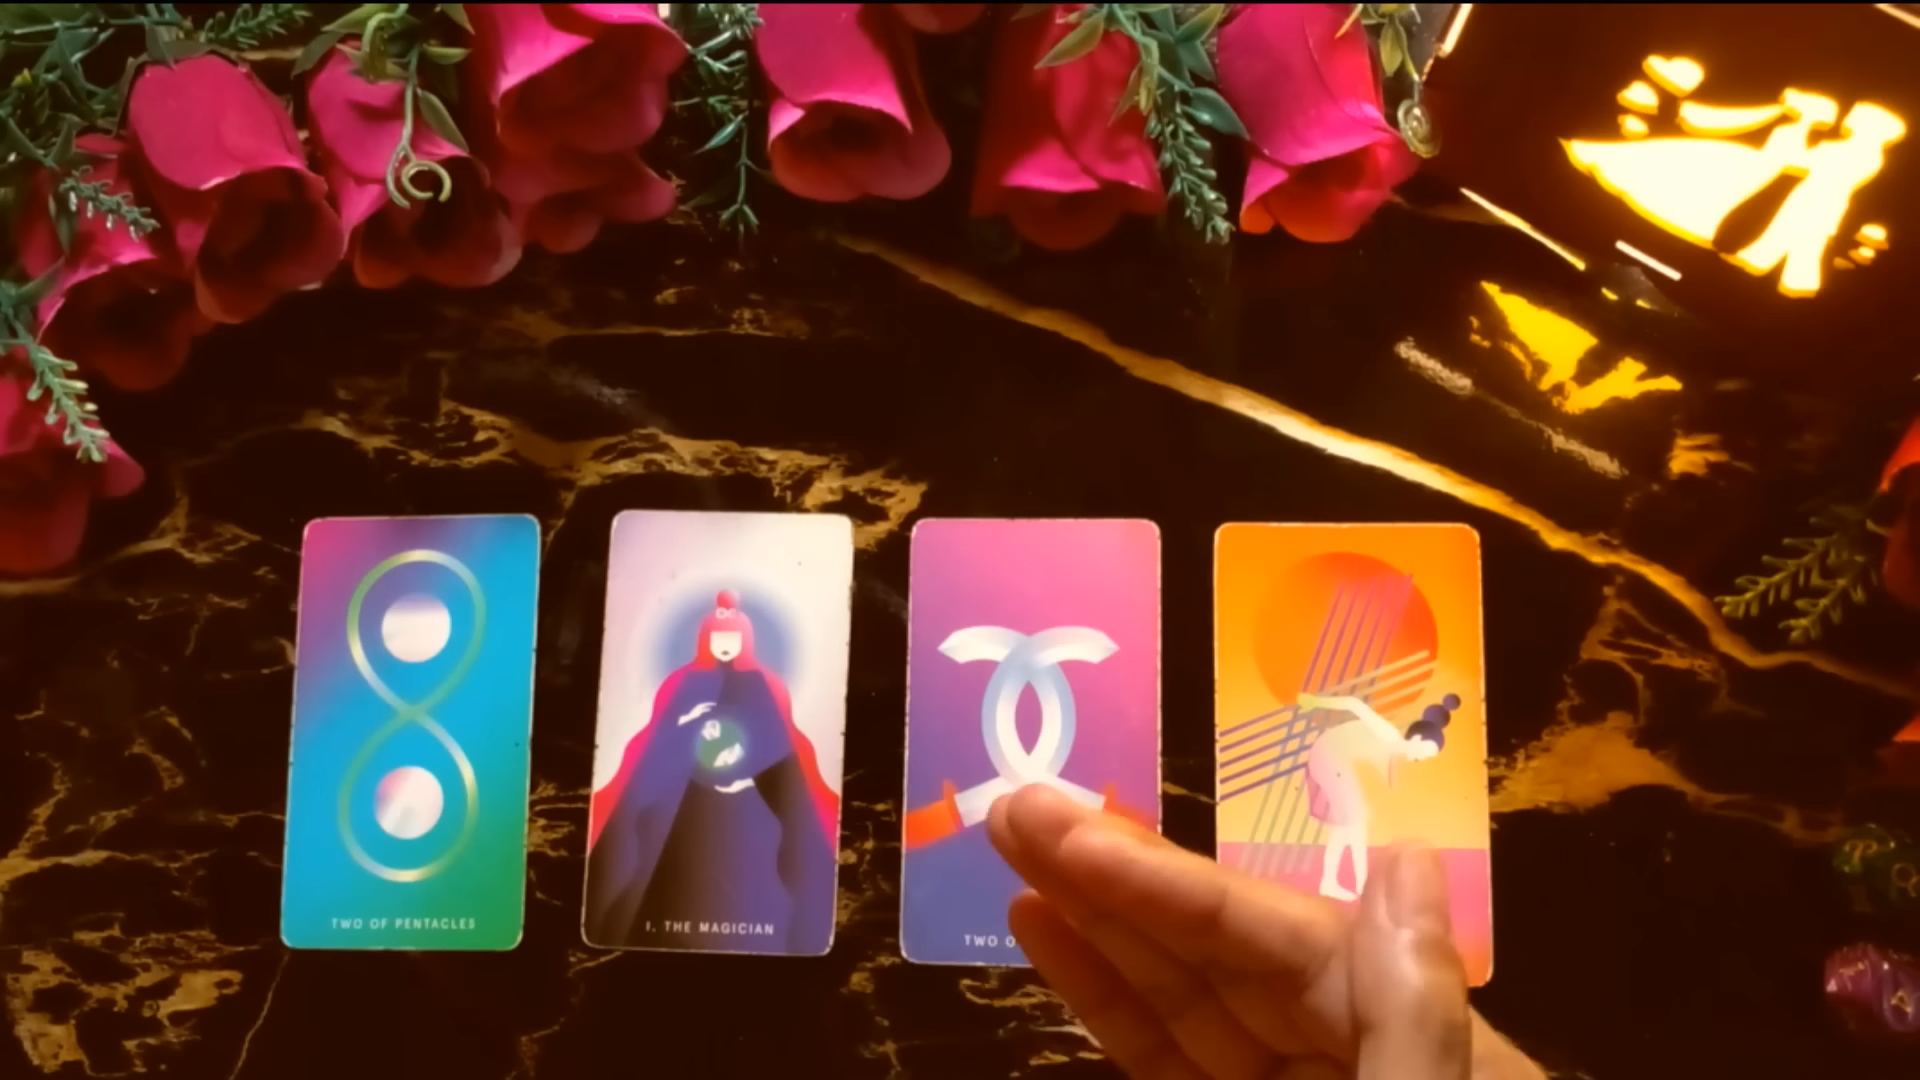 TWO OF PENTACLES
I. THE MAGICIAN
TWO O